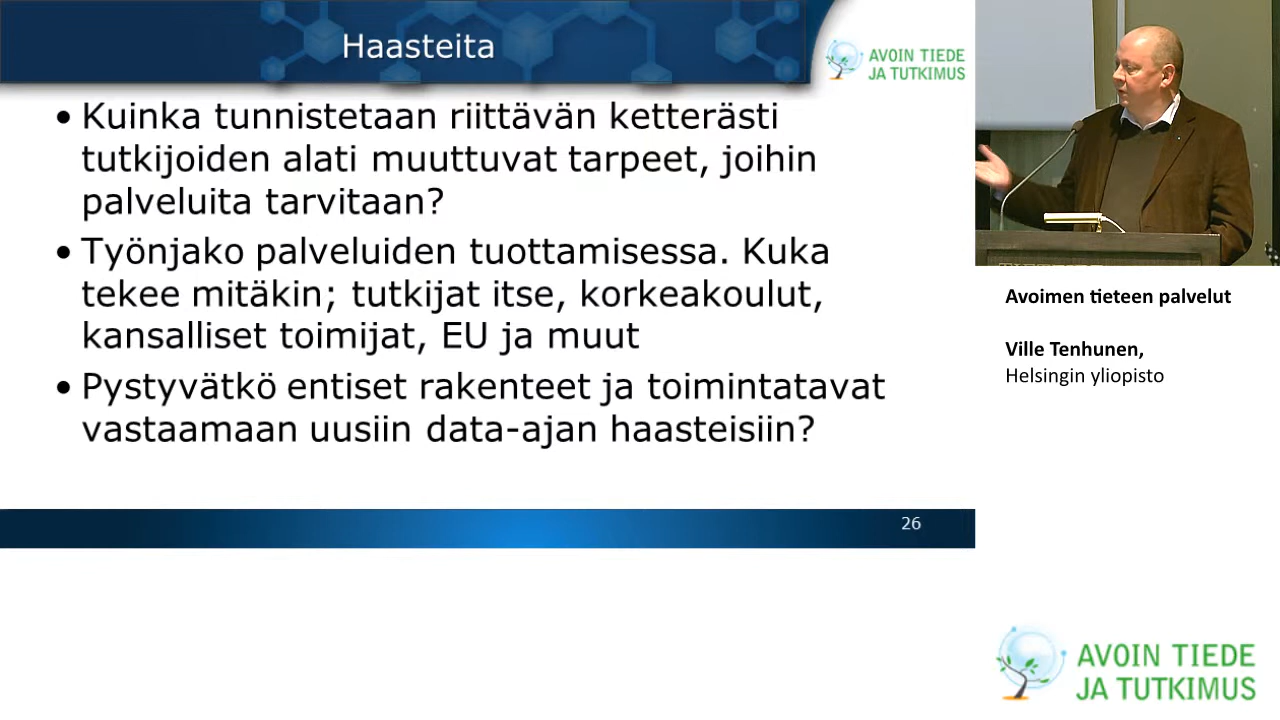 Haasteita
AVOIN TIEDE
JA TUTKIMUS
• Kuinka tunnistetaan riittävän ketterästi
tutkijoiden alati muuttuvat tarpeet, joihin
palveluita tarvitaan?
• Työnjako palveluiden tuottamisessa. Kuka
tekee mitäkin; tutkijat itse, korkeakoulut,
kansalliset toimijat, EU ja muut
• Pystyvätkö entiset rakenteet ja toimintatavat
vastaamaan uusiin data-ajan haasteisiin?
26
Avoimen tieteen palvelut
Ville Tenhunen,
Helsingin yliopisto
AVOIN TIEDE
JA TUTKIMUS